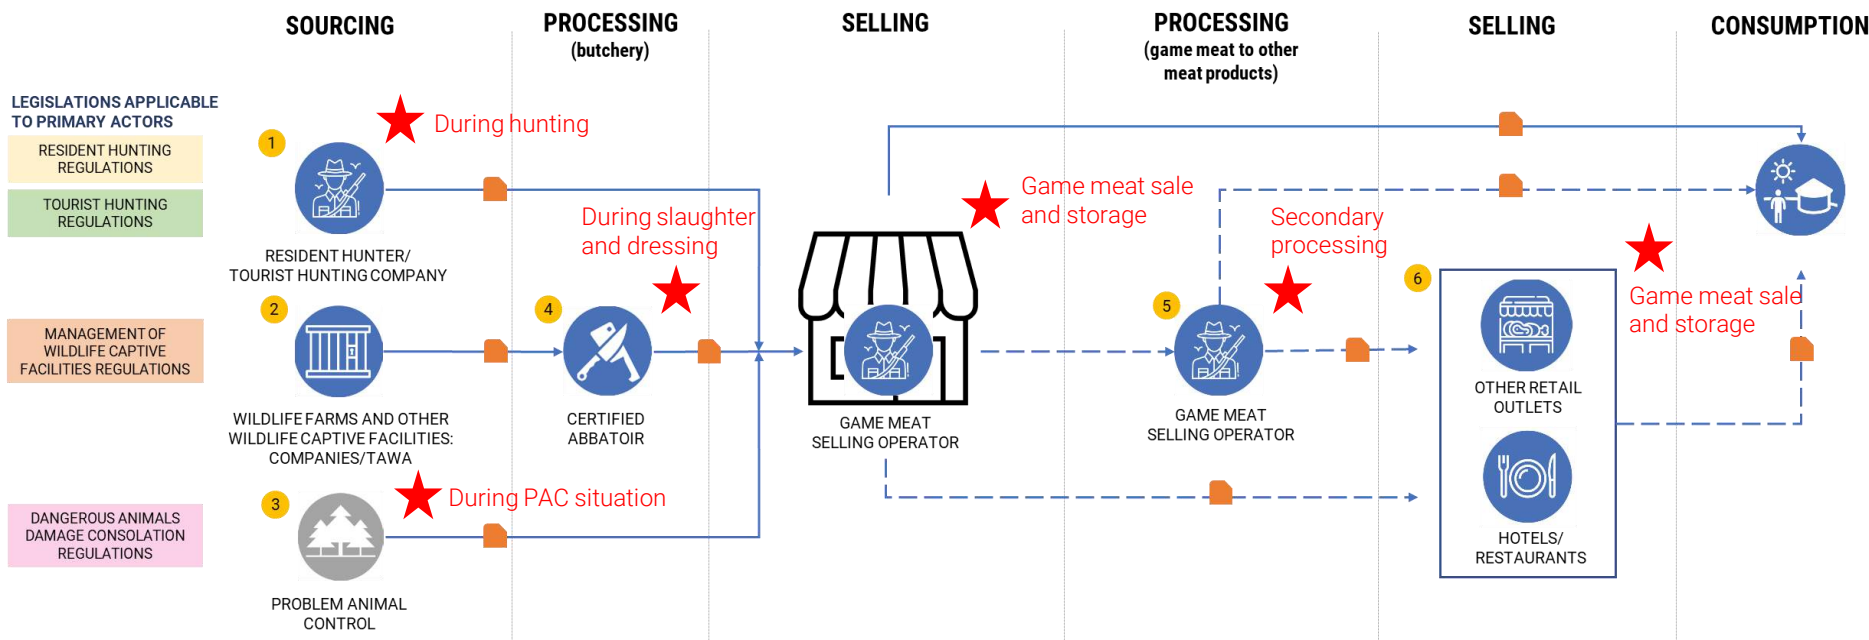 SOURCING
PROCESSING
(butchery)
SELLING
PROCESSING
(game meat to other
meat products)
SELLING
CONSUMPTION
LEGISLATIONS APPLICABLE
TO PRIMARY ACTORS
RESIDENT HUNTING
REGULATIONS
TOURIST HUNTING
REGULATIONS
MANAGEMENT OF
WILDLIFE CAPTIVE
FACILITIES REGULATIONS
DANGEROUS ANIMALS
DAMAGE CONSOLATION
REGULATIONS
1
During hunting
RESIDENT HUNTER/
TOURIST HUNTING COMPANY
2
WILDLIFE FARMS AND OTHER
WILDLIFE CAPTIVE FACILITIES:
COMPANIES/TAWA
3
During PAC situation
PROBLEM ANIMAL
CONTROL
During slaughter
and dressing
4
CERTIFIED
ABBATOIR
Game meat sale
and storage
GAME MEAT
SELLING OPERATOR
Secondary
processing
5
GAME MEAT
SELLING OPERATOR
6
Game meat sale
and storage
OTHER RETAIL
OUTLETS
HOTELS/
RESTAURANTS